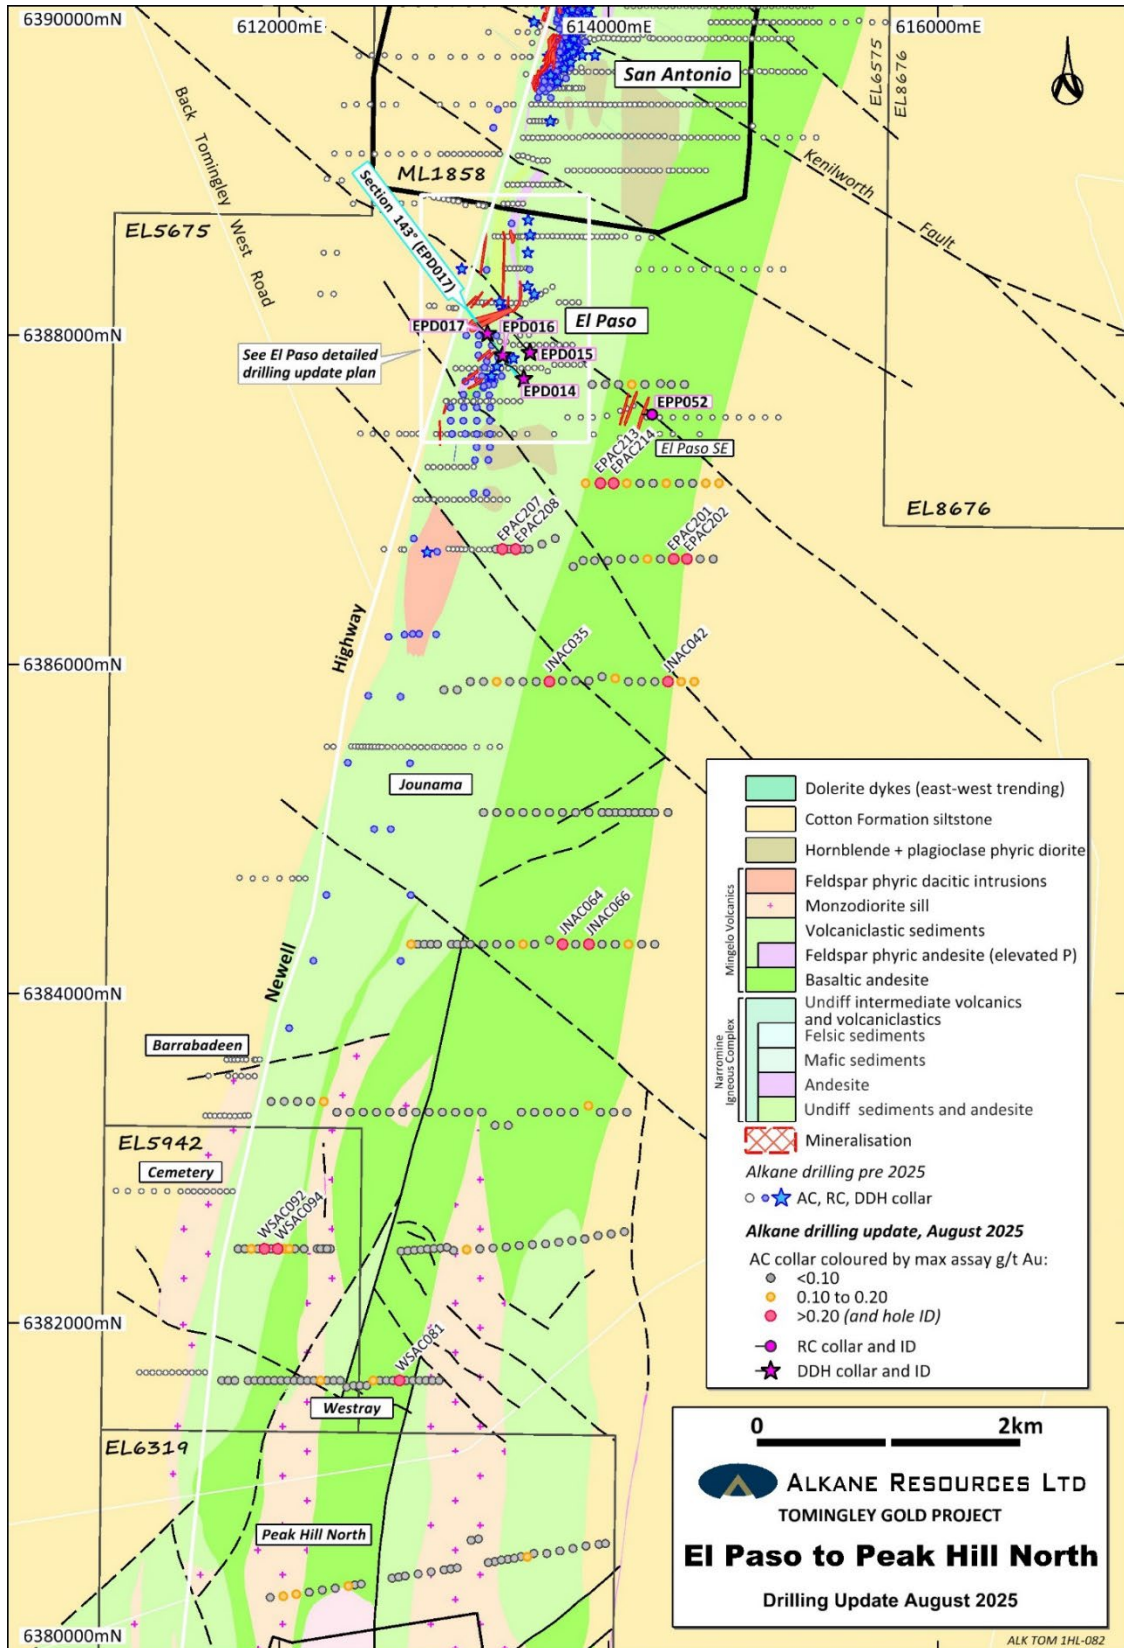 6390000mN
612000mE
614000mE
616000mE
San Antonio
EL6575
EL8676
Back Tomingley West Road
ML1858
Kenilworth Fault
Section 143° (EPD017)
EL5675
El Paso
EPD017
EPD016
6388000mN
EPD015
See El Paso detailed
drilling update plan
EPD014
EPP052
EPAC213
EPAC214
El Paso SE
EL8676
EPAC207
EPAC208
EPAC201
EPAC202
Newell Highway
JNAC035
JNAC042
6386000mN
Jounama
JNAC064
JNAC066
6384000mN
Barrabadeen
EL5942
Cemetery
WSAC092
WSAC094
6382000mN
WSAC081
Westray
EL6319
Peak Hill North
6380000mN
Dolerite dykes (east-west trending)
Cotton Formation siltstone
Hornblende + plagioclase phyric diorite
Mingelo Volcanics
Feldspar phyric dacitic intrusions
Monzodiorite sill
Volcaniclastic sediments
Feldspar phyric andesite (elevated P)
Basaltic andesite
Narromine
Igneous Complex
Undiff intermediate volcanics
and volcaniclastics
Felsic sediments
Mafic sediments
Andesite
Undiff sediments and andesite
Mineralisation
Alkane drilling pre 2025
AC, RC, DDH collar
Alkane drilling update, August 2025
AC collar coloured by max assay g/t Au:
<0.10
0.10 to 0.20
>0.20 (and hole ID)
RC collar and ID
DDH collar and ID
0 2km
ALKANE RESOURCES LTD
TOMINGLEY GOLD PROJECT
El Paso to Peak Hill North
Drilling Update August 2025
ALK TOM 1HL-082